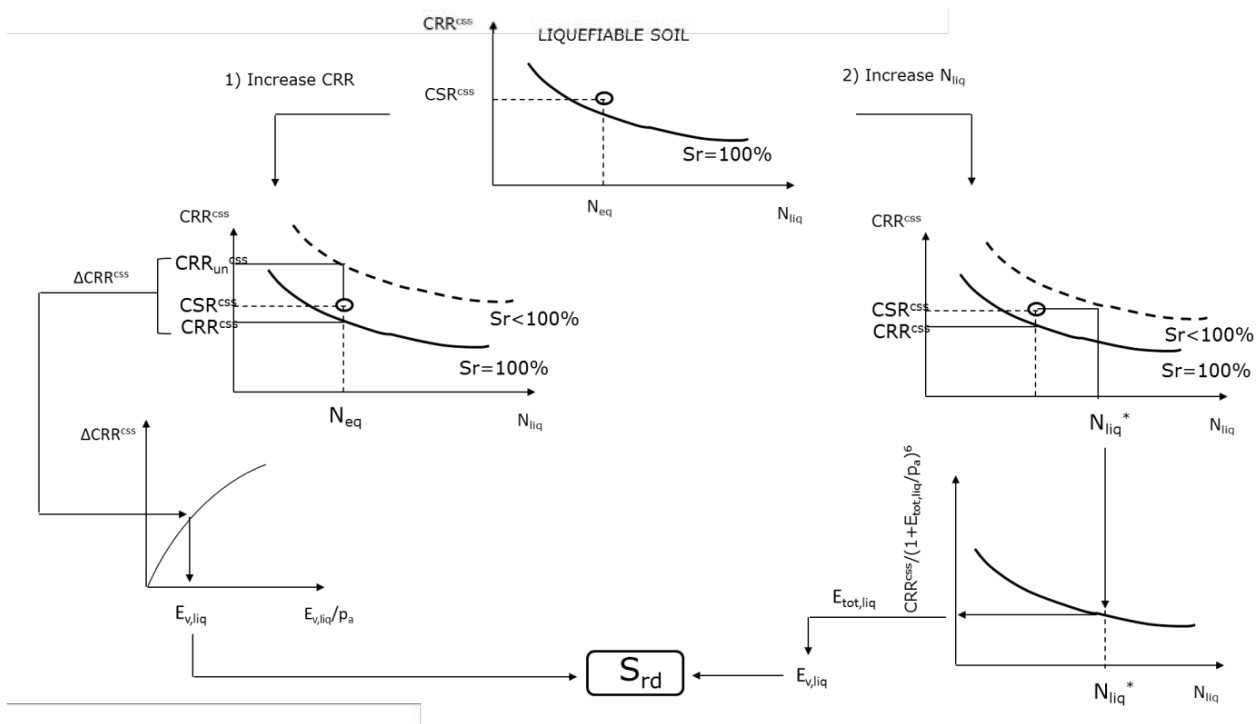 CRR^css
LIQUEFIABLE SOIL
CSR^css
Sr=100%
N_eq
N_liq
1) Increase CRR
2) Increase N_liq
CRR^css
ΔCRR^css
CRR_un^css
CSR^css
CRR^css
Sr<100%
Sr=100%
N_eq
N_liq
CRR^css
CSR^css
CRR^css
Sr<100%
Sr=100%
N_liq^*
N_liq
ΔCRR^css
E_v,liq
E_v,liq/p_a
CRR^css/(1+E_tot,liq/p_a)^6
E_tot,liq
E_v,liq
N_liq^*
N_liq
S_rd